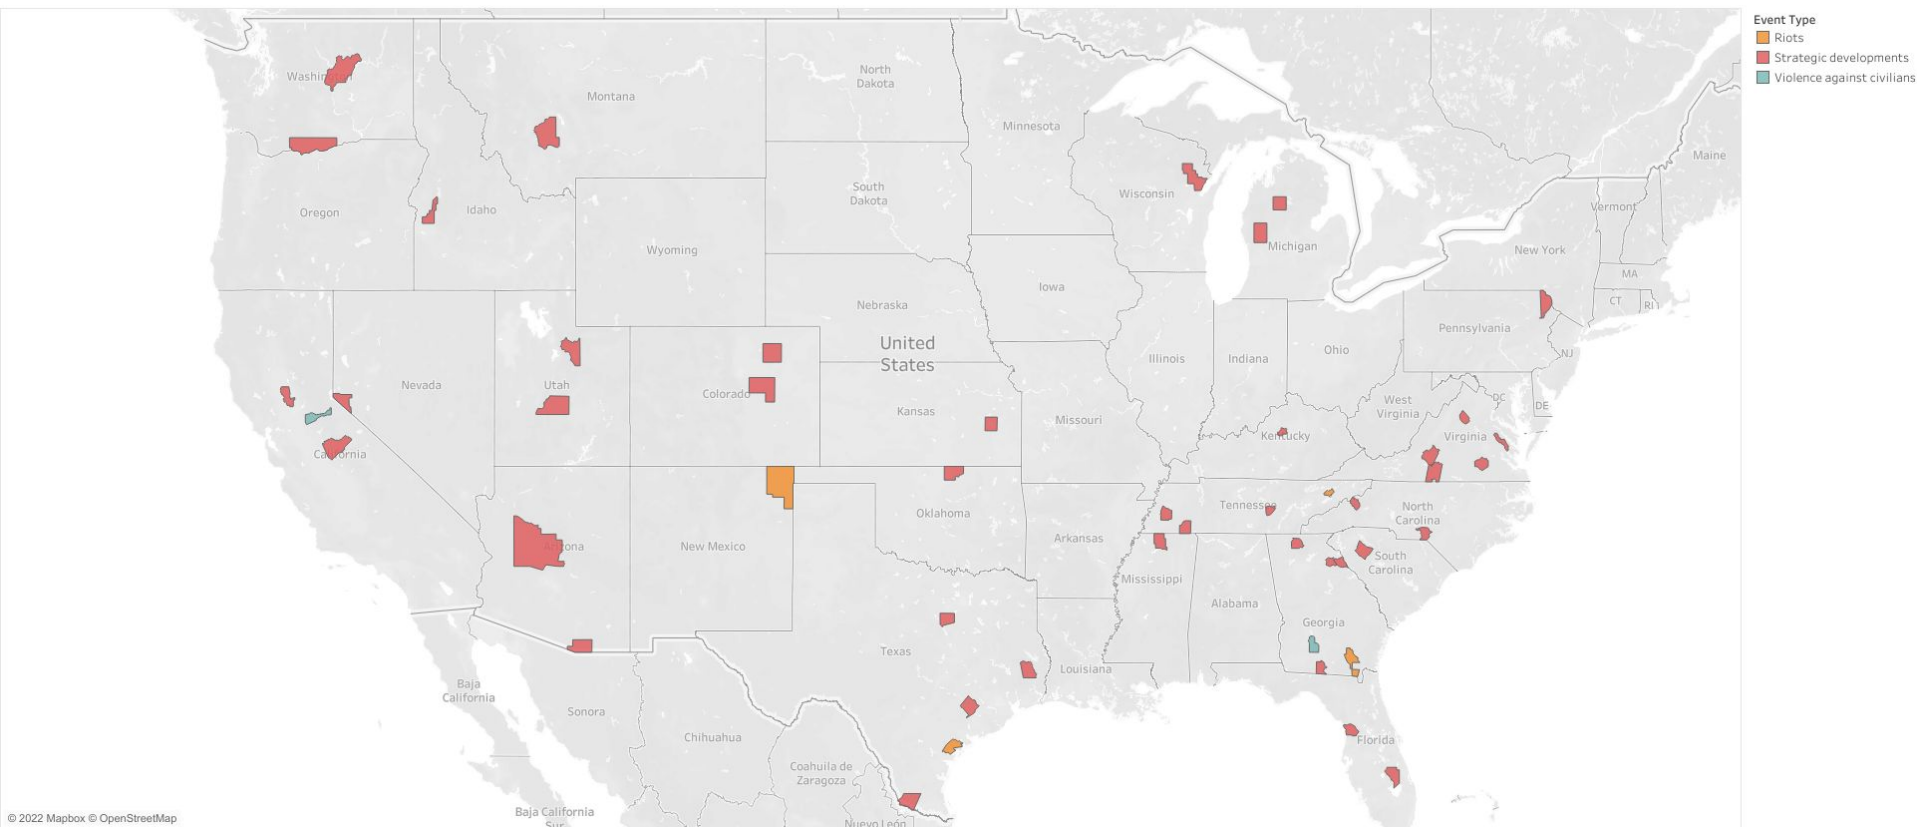 Event Type
Riots
Strategic developments
Violence against civilians
Washington
Montana
North
Dakota
Minnesota
Maine
Oregon
Idaho
South
Dakota
Wisconsin
Vermont
Wyoming
Michigan
New York
MA
CT
RI
Iowa
Nebraska
Pennsylvania
United
States
NJ
Nevada
Utah
Colorado
Kansas
Missouri
Illinois
Indiana
Ohio
West
Virginia
DC
DE
Kentucky
Virginia
California
Arizona
New Mexico
Oklahoma
Arkansas
Tennessee
North
Carolina
South
Carolina
Mississippi
Alabama
Georgia
Texas
Louisiana
Florida
Baja
California
Sonora
Chihuahua
Coahuila de
Zaragoza
Baja California
Sur
Nuevo León
© 2022 Mapbox © OpenStreetMap